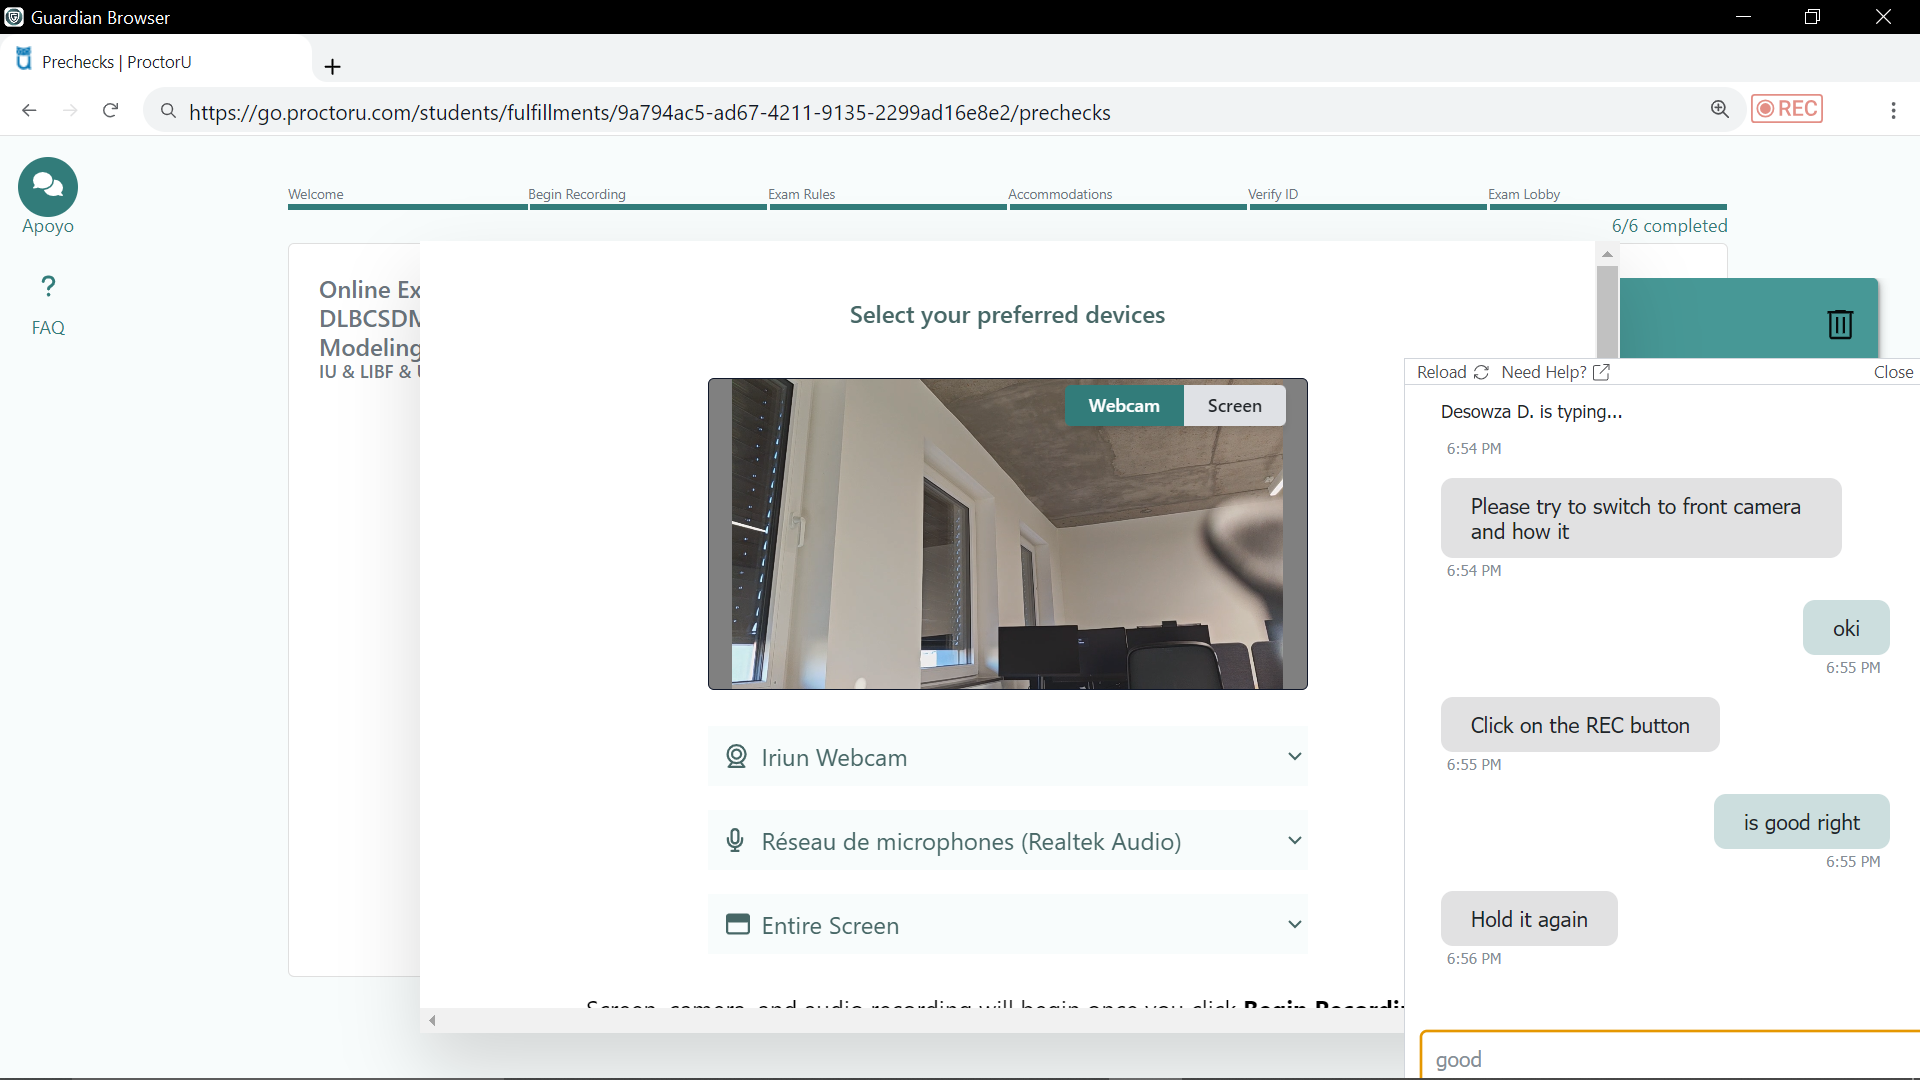 Guardian Browser
Prechecks | ProctorU
https://go.proctoru.com/students/fulfillments/9a794ac5-ad67-4211-9135-2299ad16e8e2/prechecks
REC
Apoyo
?
FAQ
Welcome
Begin Recording
Exam Rules
Accommodations
Verify ID
Exam Lobby
6/6 completed
Online Ex
DLBCSDM
Modeling
IU & LIBF &
Select your preferred devices
Webcam
Screen
Iriun Webcam
Réseau de microphones (Realtek Audio)
Entire Screen
Screen, camera, and audio recording will begin once you click Begin Recordi
Reload
Need Help?
Close
Desowza D. is typing...
6:54 PM
Please try to switch to front camera
and how it
6:54 PM
oki
6:55 PM
Click on the REC button
6:55 PM
is good right
6:55 PM
Hold it again
6:56 PM
good